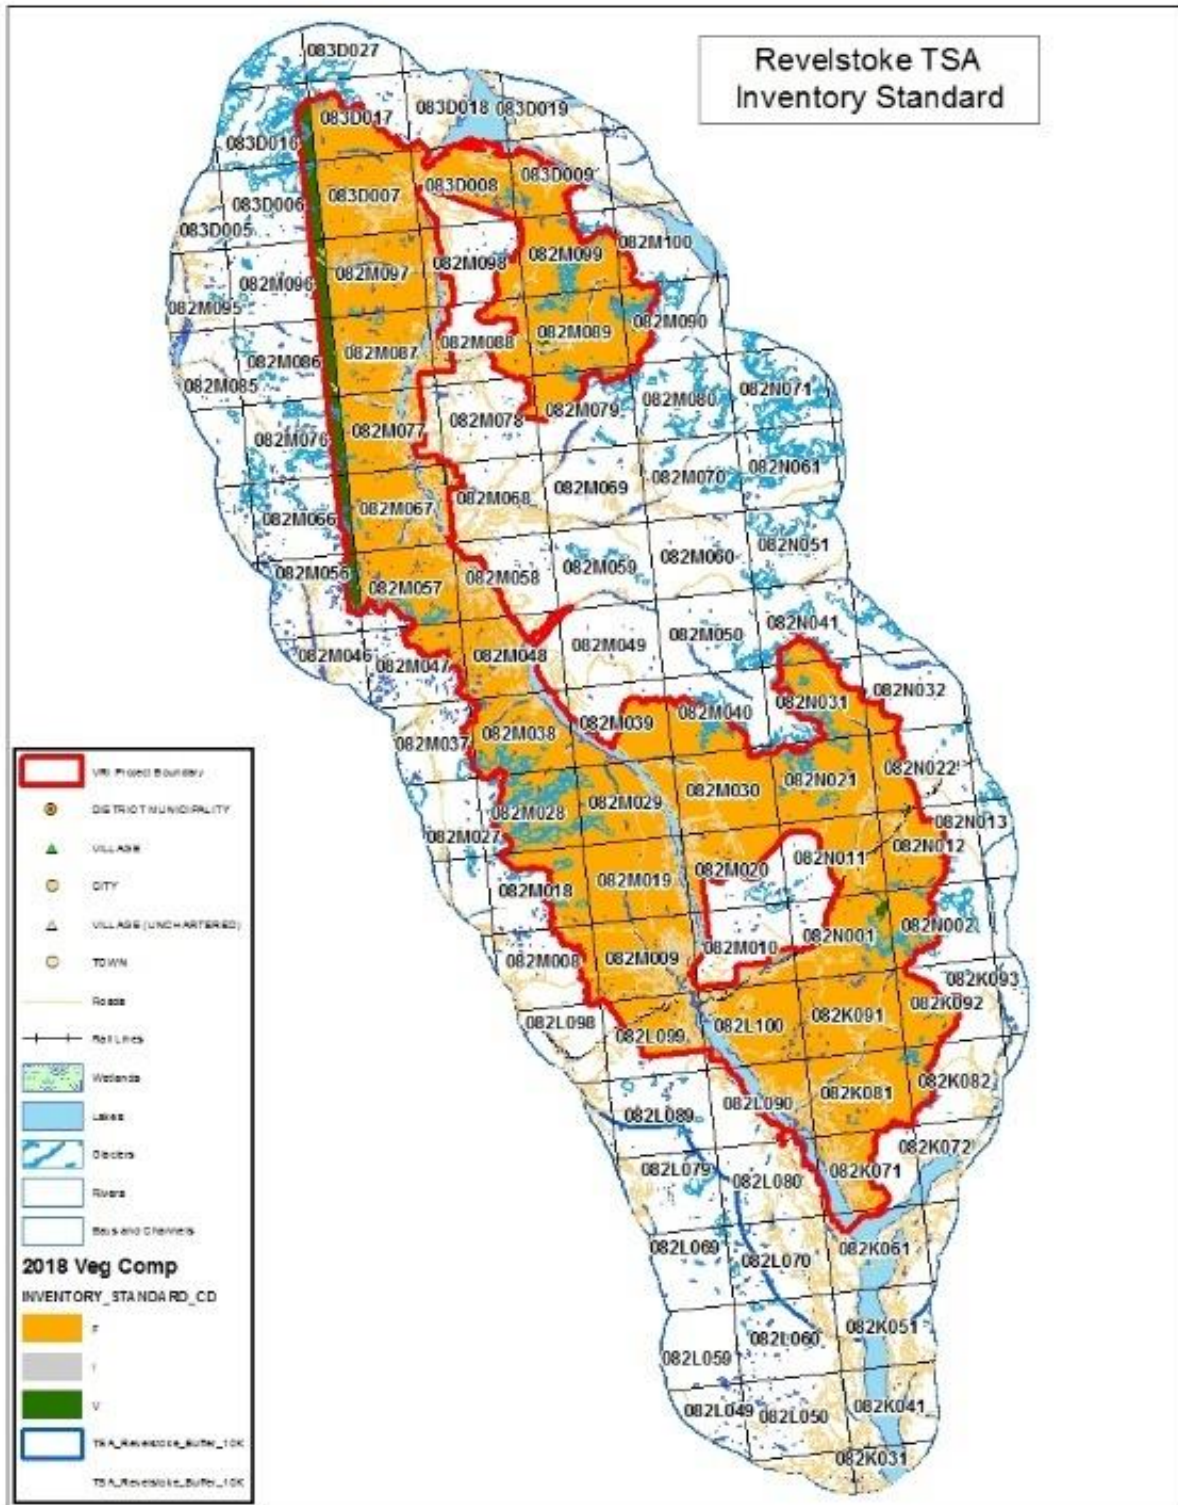 Revelstoke TSA
Inventory Standard
083D027
083D018 083D019
083D017
083D016
083D009
083D008
083D007
083D006
083D005
082M100
082M099
082M098
082M097
082M096
082M095
082M090
082M089
082M088
082M087
082M086
082M085
082N071
082M080
082M079
082M078
082M077
082M076
082N061
082M070
082M069
082M068
082M067
082M066
082N051
082M060
082M059
082M058
082M057
082M056
082N041
082M050
082M049
082M048
082M047
082M046
082N032
082N031
082M040
082M039
082M038
082M037
082N022
082N021
082M030
082M029
082M028
082M027
082N013
082N012
082N011
082M020
082M019
082M018
082N002
082N001
082M010
082M009
082M008
082K093
082K092
082K091
082L100
082L099
082L098
082K082
082K081
082L090
082L089
082K072
082K071
082L080
082L079
082K061
082L070
082L069
082K051
082L060
082L059
082K041
082L050
082L049
082K031
VRI Project Boundary
DISTRICT MUNICIPALITY
VILLAGE
CITY
VILLAGE (UNCHARTERED)
TOWN
Roads
Rail Lines
Wetlands
Lakes
Glaciers
Rivers
Bays and Channels
2018 Veg Comp
INVENTORY_STANDARD_CD
F
I
V
TSA_Revelstoke_Buffer_10K
TSA_Revelstoke_Buffer_10K